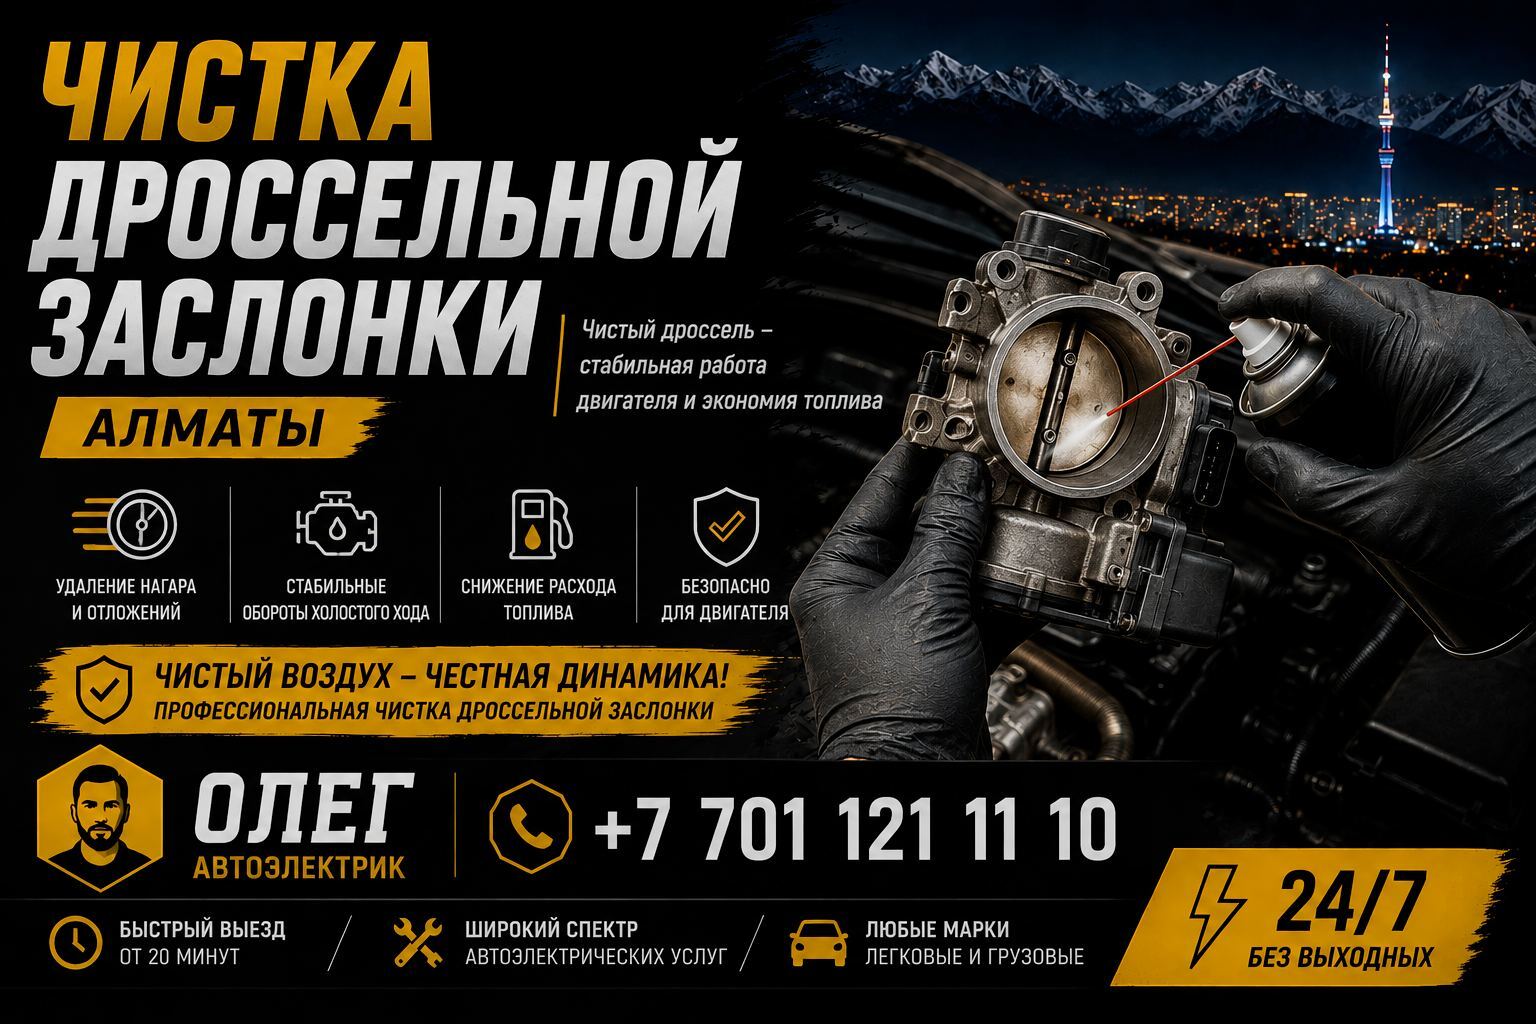 ЧИСТКА
ДРОССЕЛЬНОЙ
ЗАСЛОНКИ
Чистый дроссель –
стабильная работа
двигателя и экономия топлива
АЛМАТЫ
УДАЛЕНИЕ НАГАРА
И ОТЛОЖЕНИЙ
СТАБИЛЬНЫЕ
ОБОРОТЫ ХОЛОСТОГО ХОДА
СНИЖЕНИЕ РАСХОДА
ТОПЛИВА
БЕЗОПАСНО
ДЛЯ ДВИГАТЕЛЯ
ЧИСТЫЙ ВОЗДУХ – ЧЕСТНАЯ ДИНАМИКА!
ПРОФЕССИОНАЛЬНАЯ ЧИСТКА ДРОССЕЛЬНОЙ ЗАСЛОНКИ
ОЛЕГ
АВТОЭЛЕКТРИК
+7 701 121 11 10
БЫСТРЫЙ ВЫЕЗД
ОТ 20 МИНУТ
ШИРОКИЙ СПЕКТР
АВТОЭЛЕКТРИЧЕСКИХ УСЛУГ
ЛЮБЫЕ МАРКИ
ЛЕГКОВЫЕ И ГРУЗОВЫЕ
24/7
БЕЗ ВЫХОДНЫХ